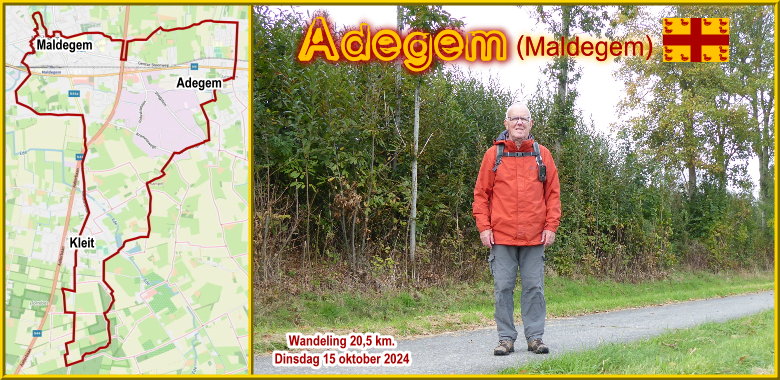 Adegem (Maldegem)
Maldegem
Adegem
Kleit
Wandeling 20,5 km.
Dinsdag 15 oktober 2024